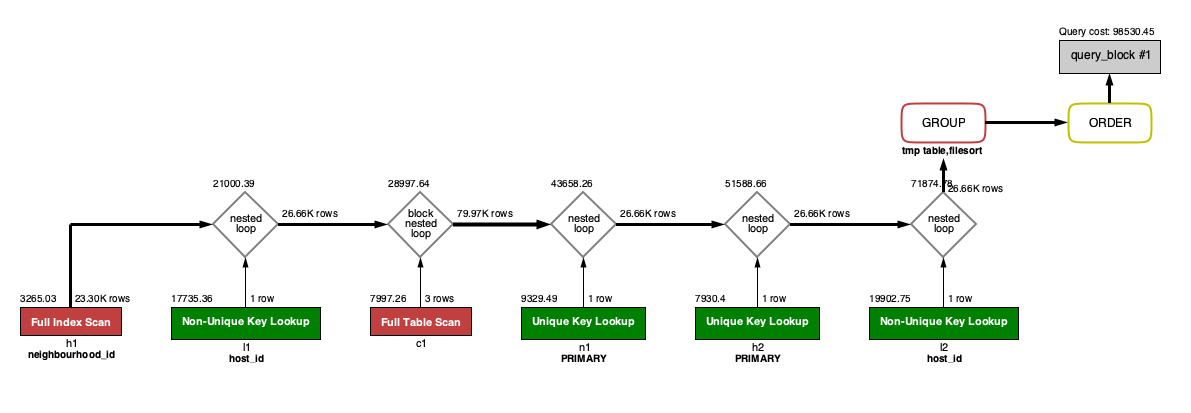 Query cost: 98530.45
query_block #1
GROUP
ORDER
tmp table,filesort
21000.39
28997.64
43658.26
51588.66
71874.78
26.66K rows
nested
loop
26.66K rows
block
nested
loop
79.97K rows
nested
loop
26.66K rows
nested
loop
26.66K rows
nested
loop
3265.03
23.30K rows
17735.36
1 row
7997.26
3 rows
9329.49
1 row
7930.4
1 row
19902.75
1 row
Full Index Scan
Non-Unique Key Lookup
Full Table Scan
Unique Key Lookup
Unique Key Lookup
Non-Unique Key Lookup
h1
neighbourhood_id
l1
host_id
c1
n1
PRIMARY
h2
PRIMARY
l2
host_id